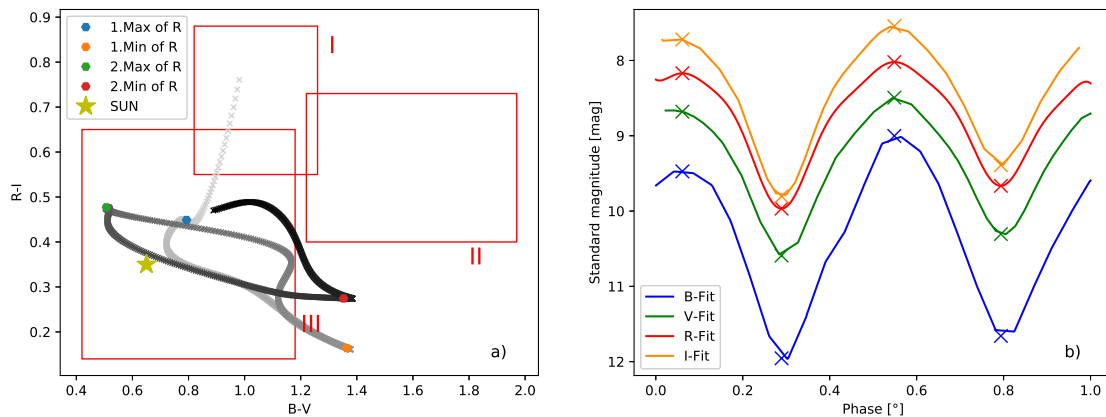 0.9
0.8
0.7
0.6
0.5
0.4
0.3
0.2
R-I
0.4 0.6 0.8 1.0 1.2 1.4 1.6 1.8 2.0
B-V
1.Max of R
1.Min of R
2.Max of R
2.Min of R
SUN
I
II
III
a)
8
9
10
11
12
Standard magnitude [mag]
0.0 0.2 0.4 0.6 0.8 1.0
Phase [°]
B-Fit
V-Fit
R-Fit
I-Fit
b)